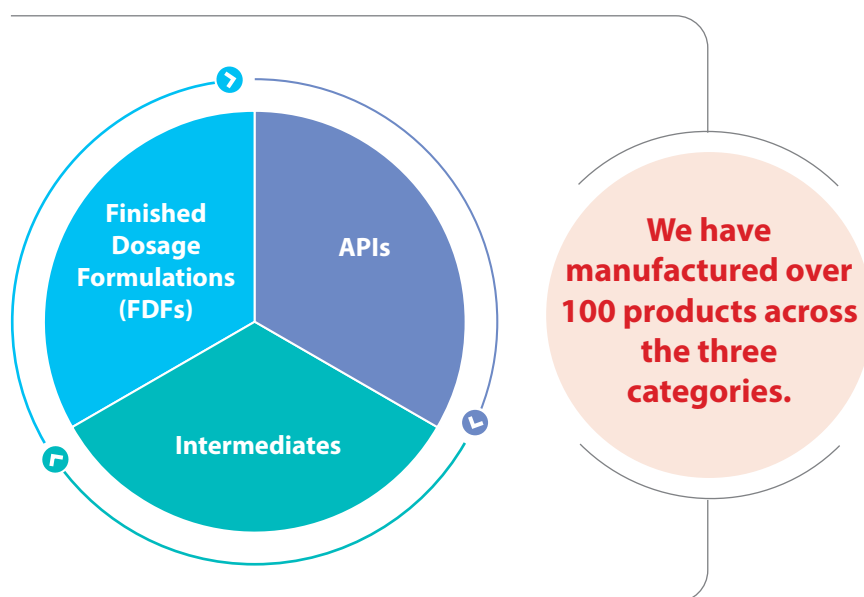 Finished
Dosage
Formulations
(FDFs)
APIs
Intermediates
We have
manufactured over
100 products across
the three
categories.